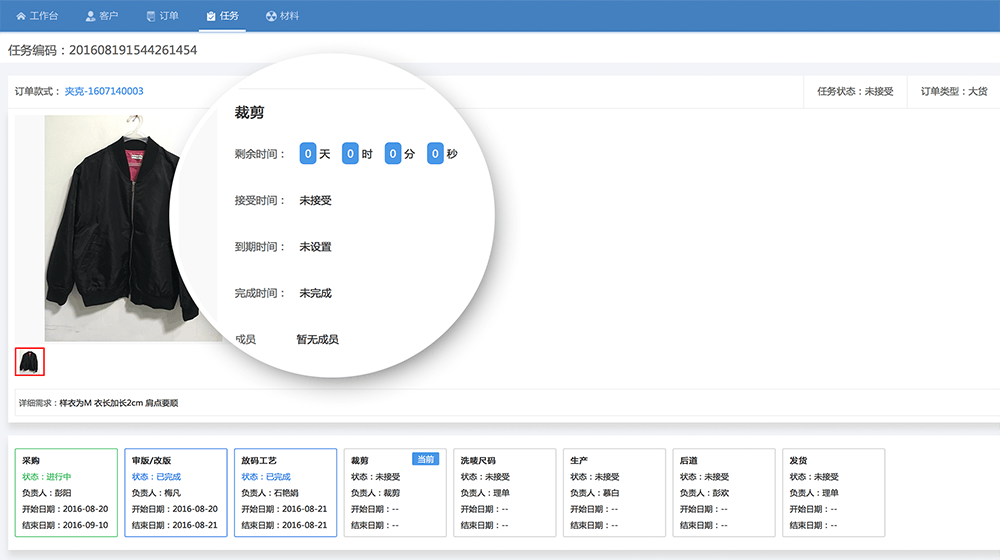 工作台 客户 订单 任务 材料
任务编码：201608191544261454
订单款式： 夹克-1607140003 任务状态：未接受 订单类型：大货
裁剪
剩余时间： 0 天 0 时 0 分 0 秒
接受时间： 未接受
到期时间： 未设置
完成时间： 未完成
成员 暂无成员
详细需求：样衣为M 衣长加长2cm 肩点要顺
采购
状态：进行中
负责人：彭阳
开始日期：2016-08-20
结束日期：2016-09-10
审版/改版
状态：已完成
负责人：梅凡
开始日期：2016-08-20
结束日期：2016-08-21
放码工艺
状态：已完成
负责人：石艳娟
开始日期：2016-08-21
结束日期：2016-08-21
裁剪 当前
状态：未接受
负责人：裁剪
开始日期：--
结束日期：--
洗唛尺码
状态：未接受
负责人：理单
开始日期：--
结束日期：--
生产
状态：未接受
负责人：慕白
开始日期：--
结束日期：--
后道
状态：未接受
负责人：彭欢
开始日期：--
结束日期：--
发货
状态：未接受
负责人：理单
开始日期：--
结束日期：--